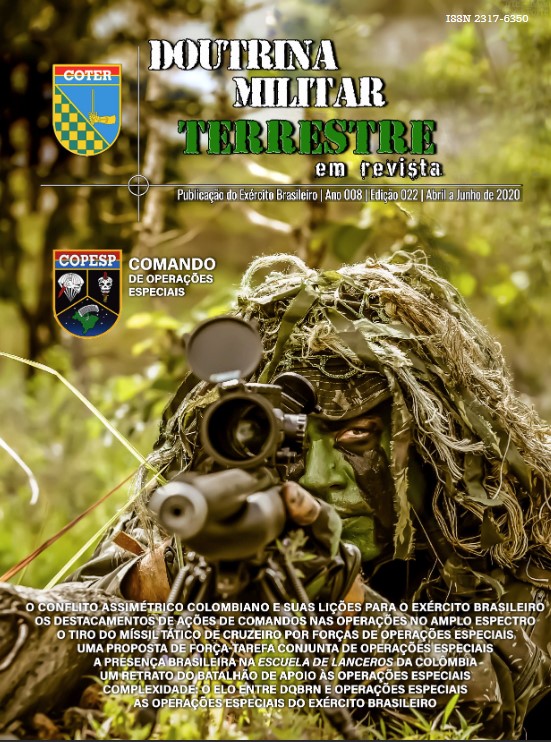 ISSN 2317-6350
DOUTRINA
MILITAR
TERRESTRE
em revista
COTER
Publicação do Exército Brasileiro | Ano 008 | Edição 022 | Abril a Junho de 2020
COPESP
COMANDO
DE OPERAÇÕES
ESPECIAIS
O CONFLITO ASSIMÉTRICO COLOMBIANO E SUAS LIÇÕES PARA O EXÉRCITO BRASILEIRO
OS DESTACAMENTOS DE AÇÕES DE COMANDOS NAS OPERAÇÕES NO AMPLO ESPECTRO
O TIRO DO MÍSSIL TÁTICO DE CRUZEIRO POR FORÇAS DE OPERAÇÕES ESPECIAIS
UMA PROPOSTA DE FORÇA-TAREFA CONJUNTA DE OPERAÇÕES ESPECIAIS
A PRESENÇA BRASILEIRA NA ESCUELA DE LANCEROS DA COLÔMBIA
UM RETRATO DO BATALHÃO DE APOIO ÀS OPERAÇÕES ESPECIAIS
COMPLEXIDADE: O ELO ENTRE DQBRN E OPERAÇÕES ESPECIAIS
AS OPERAÇÕES ESPECIAIS DO EXÉRCITO BRASILEIRO